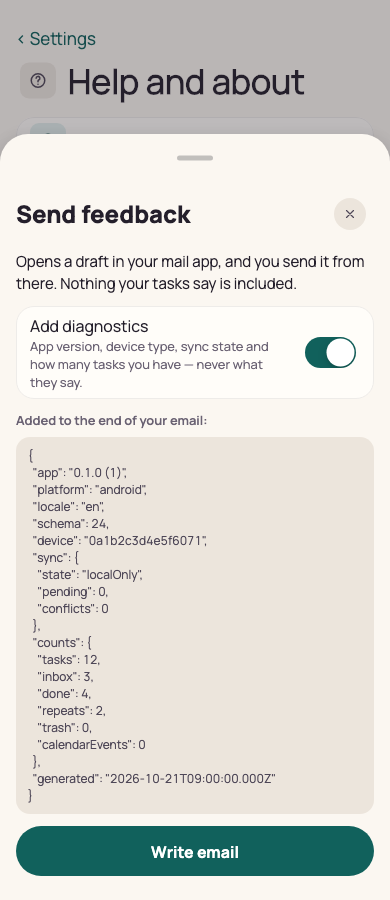 ‹ Settings
Help and about
Send feedback
Opens a draft in your mail app, and you send it from
there. Nothing your tasks say is included.
Add diagnostics
App version, device type, sync state and
how many tasks you have — never what
they say.
Added to the end of your email:
{
"app": "0.1.0 (1)",
"platform": "android",
"locale": "en",
"schema": 24,
"device": "0a1b2c3d4e5f6071",
"sync": {
"state": "localOnly",
"pending": 0,
"conflicts": 0
},
"counts": {
"tasks": 12,
"inbox": 3,
"done": 4,
"repeats": 2,
"trash": 0,
"calendarEvents": 0
},
"generated": "2026-10-21T09:00:00.000Z"
}
Write email